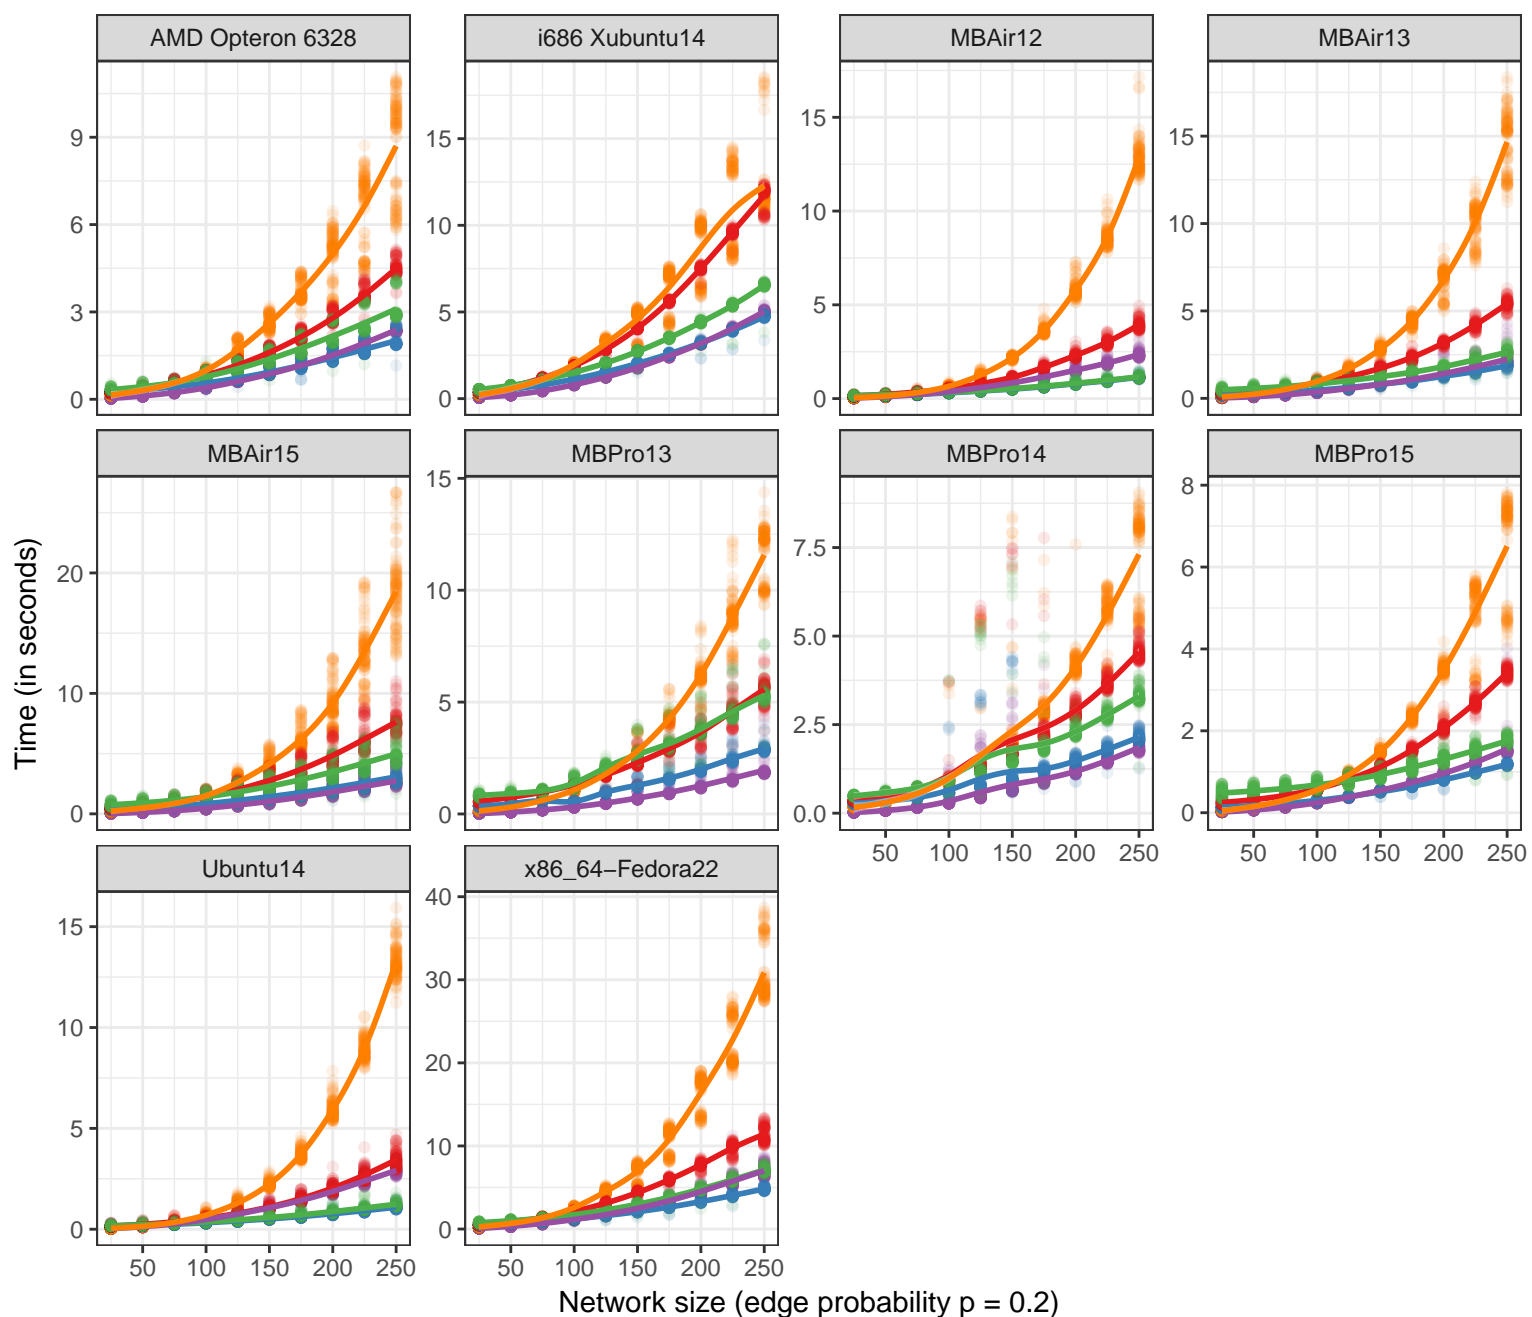 AMD Opteron 6328
i686 Xubuntu14
MBAir12
MBAir13
0
3
6
9
0
5
10
15
0
5
10
15
0
5
10
15
MBAir15
MBPro13
MBPro14
MBPro15
0
10
20
0
5
10
15
0.0
2.5
5.0
7.5
0
2
4
6
8
50 100 150 200 250
50 100 150 200 250
Ubuntu14
x86_64−Fedora22
0
5
10
15
0
10
20
30
40
50 100 150 200 250
50 100 150 200 250
Network size (edge probability p = 0.2)
Time (in seconds)